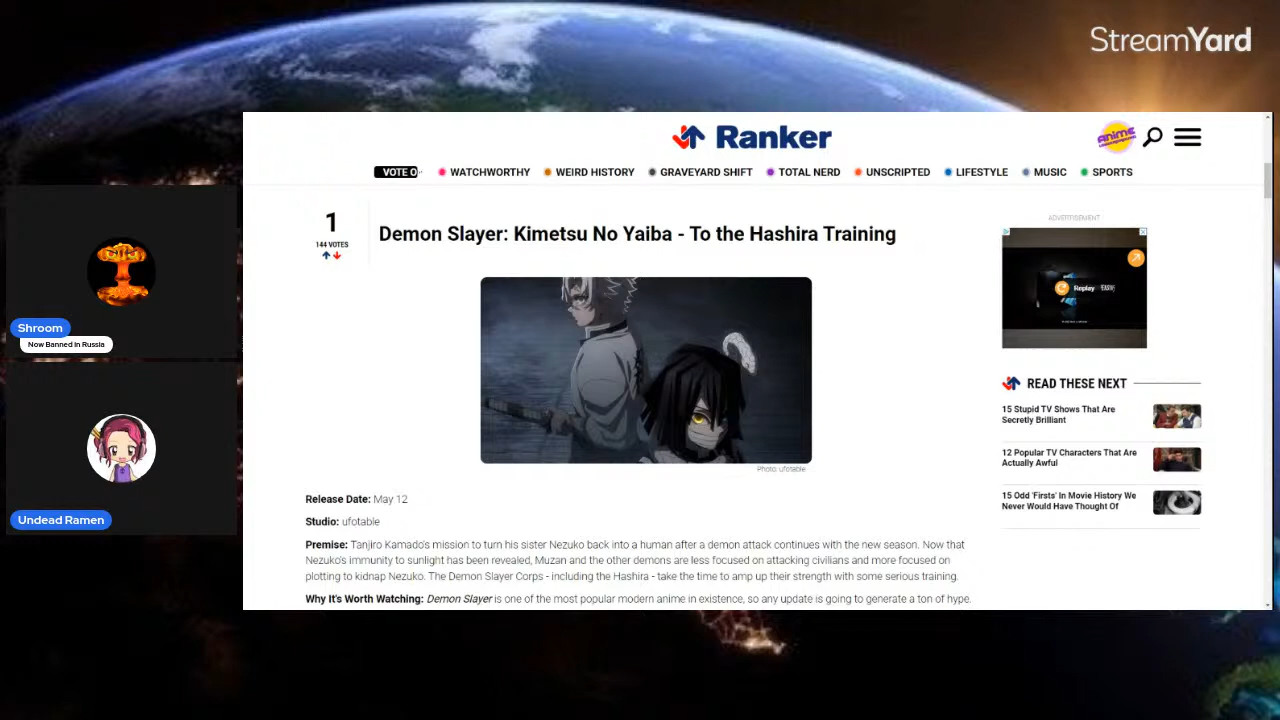 StreamYard
Ranker
anime
VOTE O
WATCHWORTHY
WEIRD HISTORY
GRAVEYARD SHIFT
TOTAL NERD
UNSCRIPTED
LIFESTYLE
MUSIC
SPORTS
1
144 VOTES
Demon Slayer: Kimetsu No Yaiba - To the Hashira Training
ADVERTISEMENT
Replay
Shroom
Now Banned In Russia
Undead Ramen
READ THESE NEXT
15 Stupid TV Shows That Are
Secretly Brilliant
12 Popular TV Characters That Are
Actually Awful
15 Odd 'Firsts' In Movie History We
Never Would Have Thought Of
Photo: ufotable
Release Date: May 12
Studio: ufotable
Premise: Tanjiro Kamado's mission to turn his sister Nezuko back into a human after a demon attack continues with the new season. Now that
Nezuko's immunity to sunlight has been revealed, Muzan and the other demons are less focused on attacking civilians and more focused on
plotting to kidnap Nezuko. The Demon Slayer Corps - including the Hashira - take the time to amp up their strength with some serious training.
Why It's Worth Watching: Demon Slayer is one of the most popular modern anime in existence, so any update is going to generate a ton of hype.